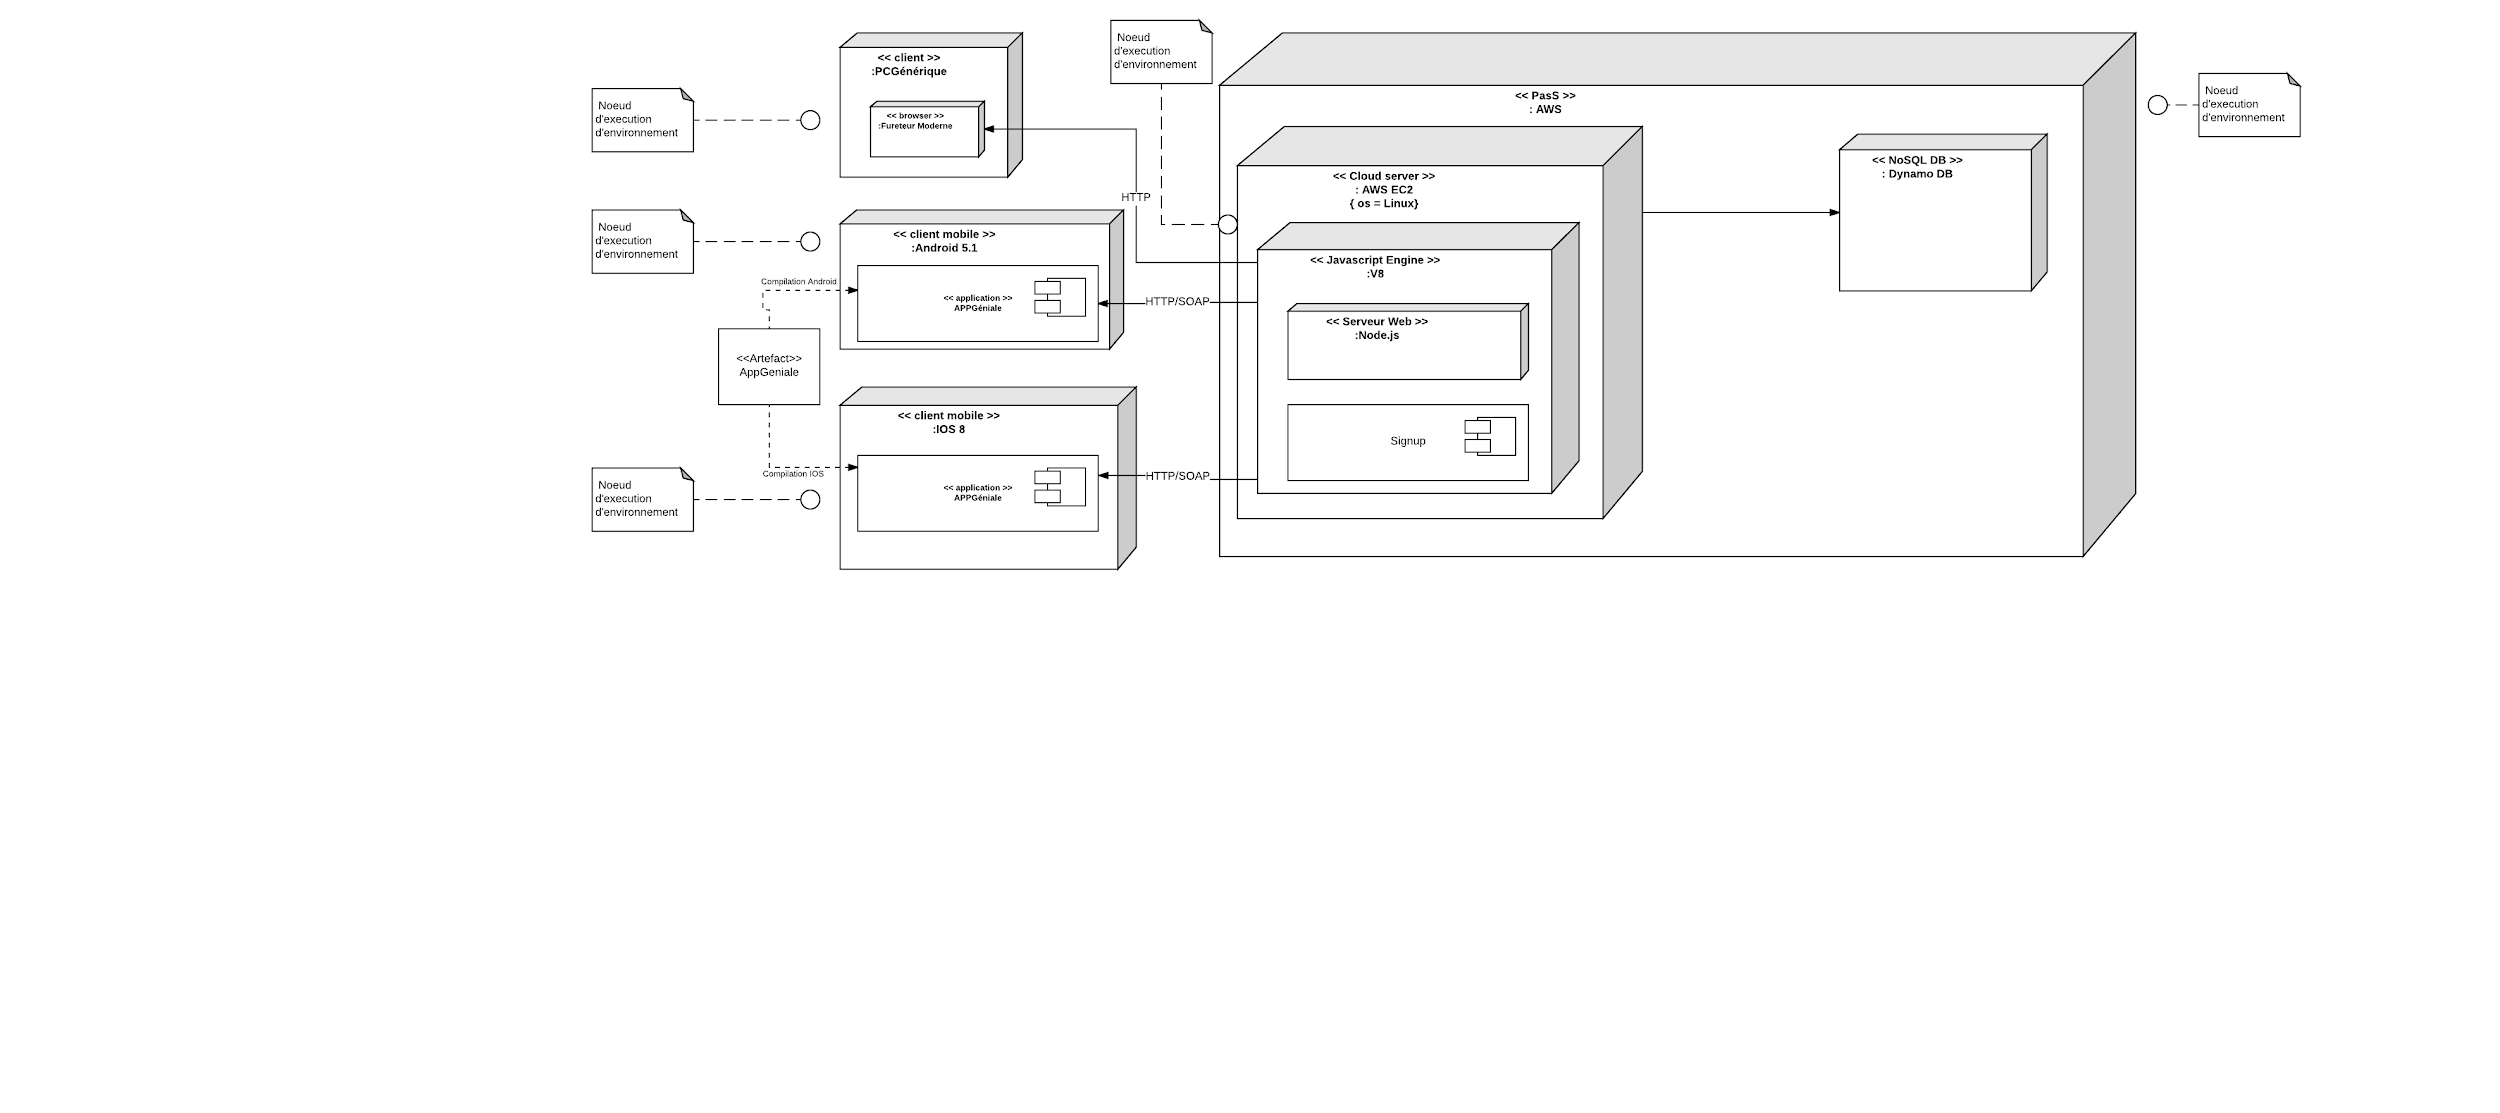 Noeud
d'execution
d'environnement
<< client >>
:PCGénérique
<< browser >>
:Fureteur Moderne
Noeud
d'execution
d'environnement
<< PasS >>
: AWS
Noeud
d'execution
d'environnement
<< Cloud server >>
: AWS EC2
{ os = Linux}
<< NoSQL DB >>
: Dynamo DB
HTTP
Noeud
d'execution
d'environnement
<< client mobile >>
:Android 5.1
Compilation Android
<< application >>
APPGéniale
HTTP/SOAP
<< Javascript Engine >>
:V8
<< Serveur Web >>
:Node.js
<<Artefact>>
AppGeniale
<< client mobile >>
:IOS 8
Signup
Compilation IOS
<< application >>
APPGéniale
HTTP/SOAP
Noeud
d'execution
d'environnement